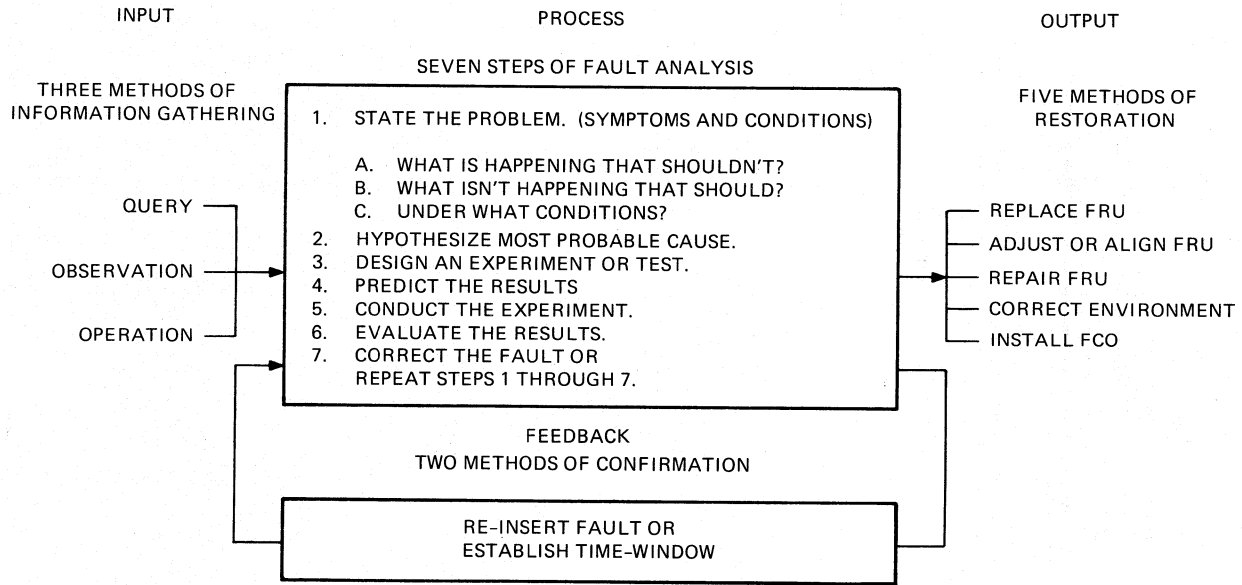 INPUT
PROCESS
OUTPUT
SEVEN STEPS OF FAULT ANALYSIS
THREE METHODS OF
INFORMATION GATHERING
FIVE METHODS OF
RESTORATION
1. STATE THE PROBLEM. (SYMPTOMS AND CONDITIONS)
A. WHAT IS HAPPENING THAT SHOULDN'T?
B. WHAT ISN'T HAPPENING THAT SHOULD?
C. UNDER WHAT CONDITIONS?
2. HYPOTHESIZE MOST PROBABLE CAUSE.
3. DESIGN AN EXPERIMENT OR TEST.
4. PREDICT THE RESULTS
5. CONDUCT THE EXPERIMENT.
6. EVALUATE THE RESULTS.
7. CORRECT THE FAULT OR
REPEAT STEPS 1 THROUGH 7.
QUERY
OBSERVATION
OPERATION
REPLACE FRU
ADJUST OR ALIGN FRU
REPAIR FRU
CORRECT ENVIRONMENT
INSTALL FCO
FEEDBACK
TWO METHODS OF CONFIRMATION
RE-INSERT FAULT OR
ESTABLISH TIME-WINDOW